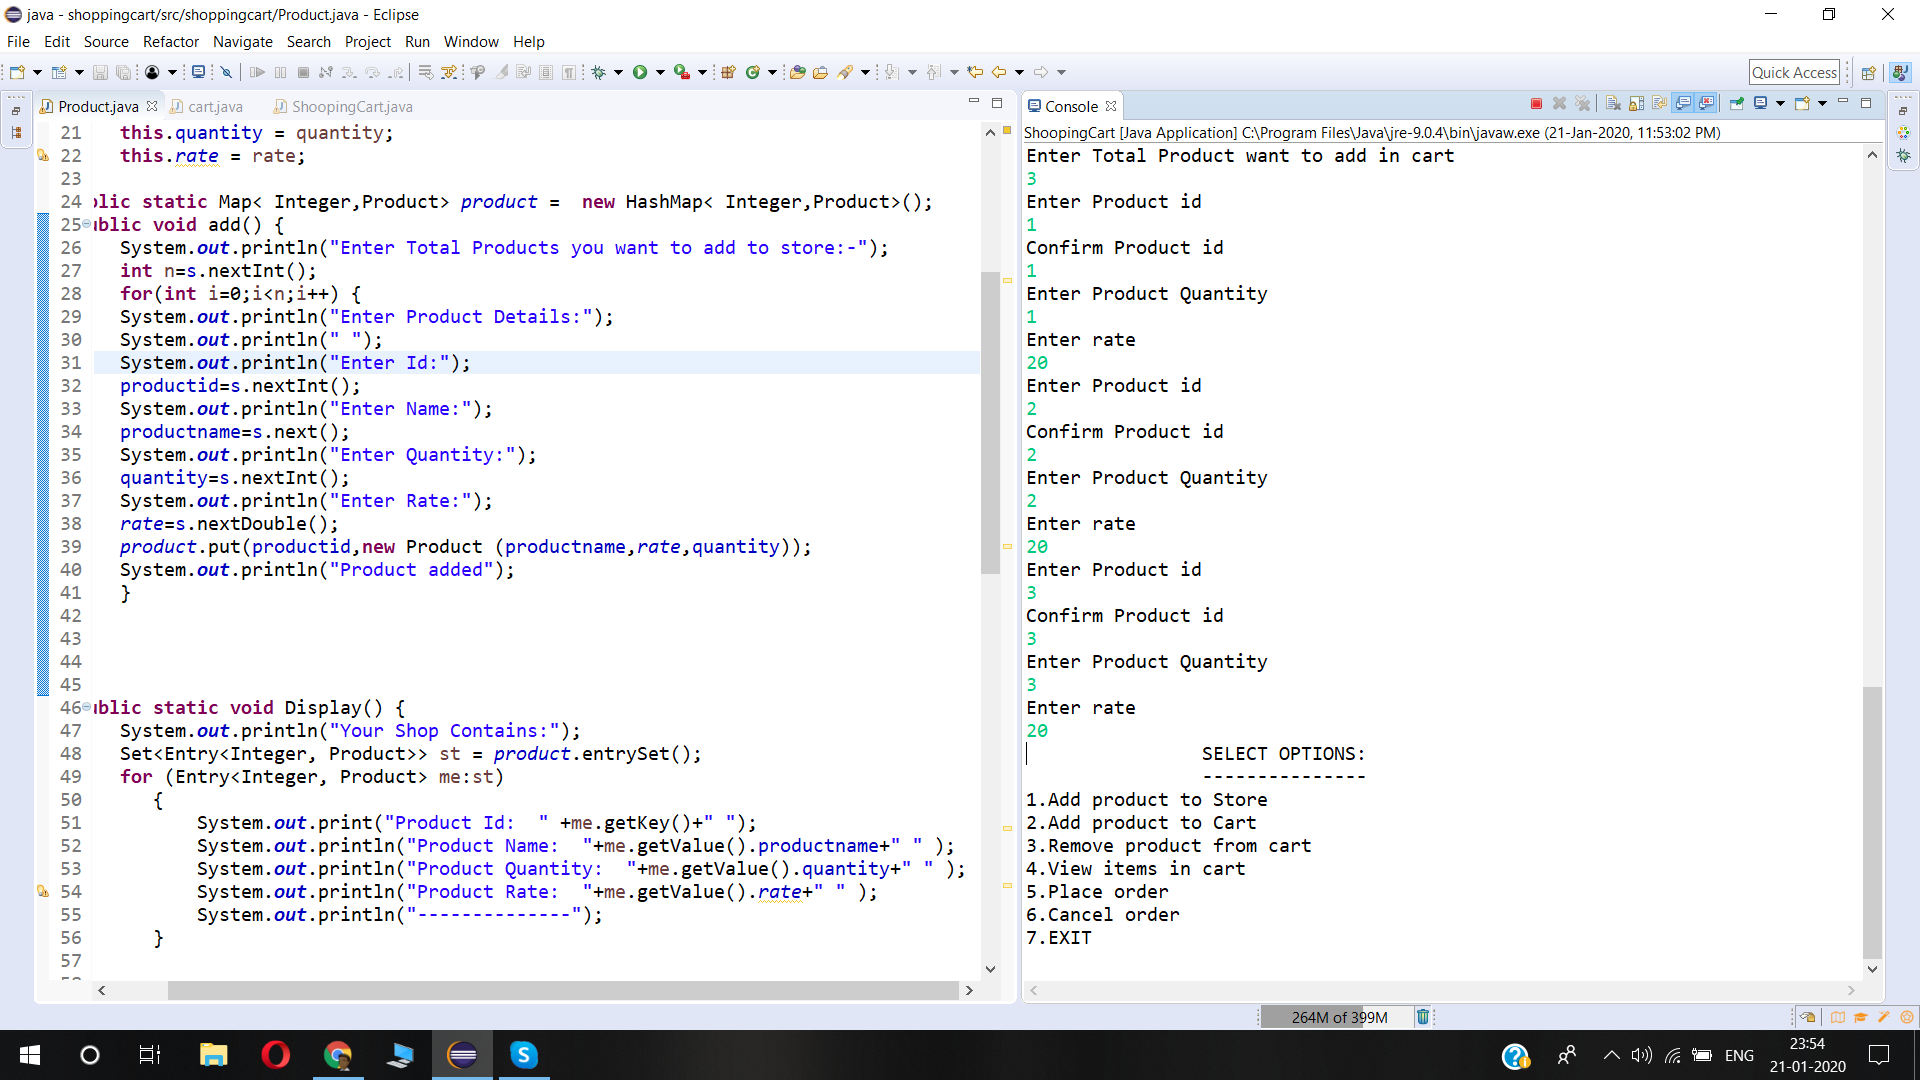 java - shoppingcart/src/shoppingcart/Product.java - Eclipse
File Edit Source Refactor Navigate Search Project Run Window Help
Quick Access
Product.java cart.java ShoopingCart.java
21 this.quantity = quantity;
22 this.rate = rate;
23
24 blic static Map< Integer,Product> product =  new HashMap< Integer,Product>();
25 ublic void add() {
26 System.out.println("Enter Total Products you want to add to store:-");
27 int n=s.nextInt();
28 for(int i=0;i<n;i++) {
29 System.out.println("Enter Product Details:");
30 System.out.println(" ");
31 System.out.println("Enter Id:");
32 productid=s.nextInt();
33 System.out.println("Enter Name:");
34 productname=s.next();
35 System.out.println("Enter Quantity:");
36 quantity=s.nextInt();
37 System.out.println("Enter Rate:");
38 rate=s.nextDouble();
39 product.put(productid,new Product (productname,rate,quantity));
40 System.out.println("Product added");
41 }
42
43
44
45
46 ublic static void Display() {
47 System.out.println("Your Shop Contains:");
48 Set<Entry<Integer, Product>> st = product.entrySet();
49 for (Entry<Integer, Product> me:st)
50 {
51 System.out.print("Product Id:  " +me.getKey()+" ");
52 System.out.println("Product Name:  "+me.getValue().productname+" " );
53 System.out.println("Product Quantity:  "+me.getValue().quantity+" " );
54 System.out.println("Product Rate:  "+me.getValue().rate+" " );
55 System.out.println("--------------");
56 }
57
Console
ShoopingCart [Java Application] C:\Program Files\Java\jre-9.0.4\bin\javaw.exe (21-Jan-2020, 11:53:02 PM)
Enter Total Product want to add in cart
3
Enter Product id
1
Confirm Product id
1
Enter Product Quantity
1
Enter rate
20
Enter Product id
2
Confirm Product id
2
Enter Product Quantity
2
Enter rate
20
Enter Product id
3
Confirm Product id
3
Enter Product Quantity
3
Enter rate
20
SELECT OPTIONS:
---------------
1.Add product to Store
2.Add product to Cart
3.Remove product from cart
4.View items in cart
5.Place order
6.Cancel order
7.EXIT
264M of 399M
ENG
23:54
21-01-2020